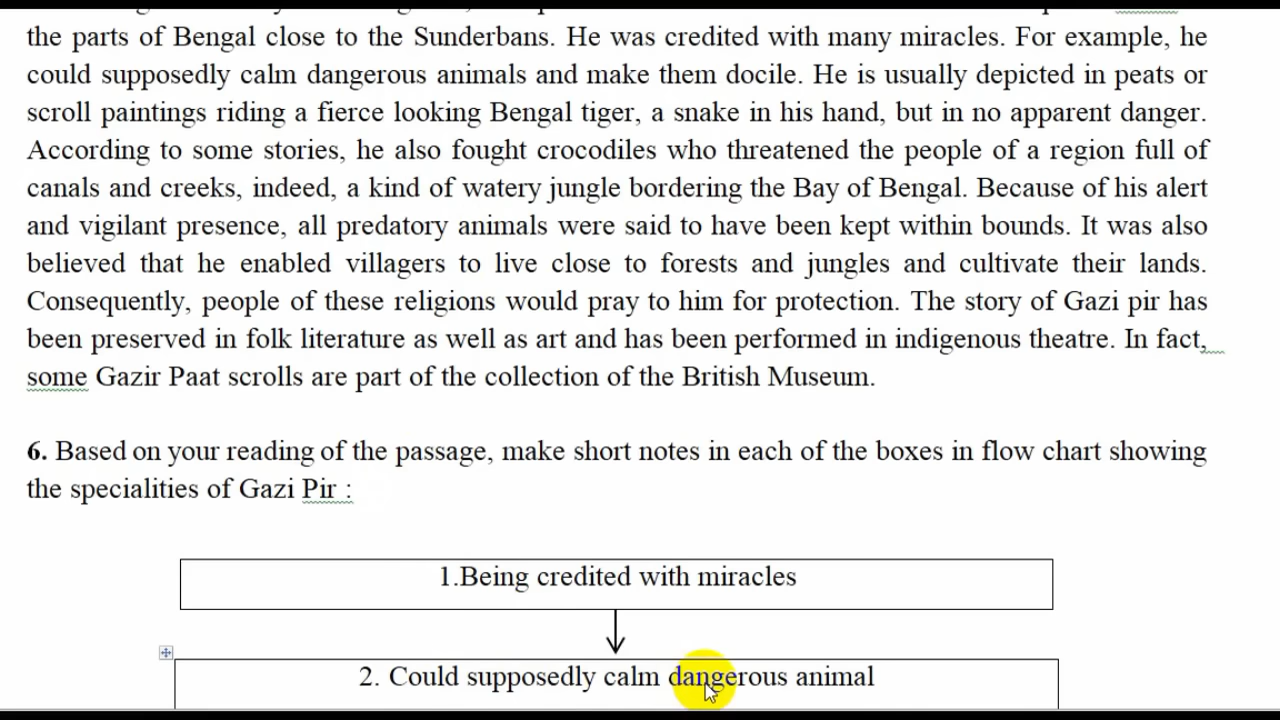 the parts of Bengal close to the Sunderbans. He was credited with many miracles. For example, he
could supposedly calm dangerous animals and make them docile. He is usually depicted in peats or
scroll paintings riding a fierce looking Bengal tiger, a snake in his hand, but in no apparent danger.
According to some stories, he also fought crocodiles who threatened the people of a region full of
canals and creeks, indeed, a kind of watery jungle bordering the Bay of Bengal. Because of his alert
and vigilant presence, all predatory animals were said to have been kept within bounds. It was also
believed that he enabled villagers to live close to forests and jungles and cultivate their lands.
Consequently, people of these religions would pray to him for protection. The story of Gazi pir has
been preserved in folk literature as well as art and has been performed in indigenous theatre. In fact,
some Gazir Paat scrolls are part of the collection of the British Museum.
6. Based on your reading of the passage, make short notes in each of the boxes in flow chart showing
the specialities of Gazi Pir :
1.Being credited with miracles
2. Could supposedly calm dangerous animal